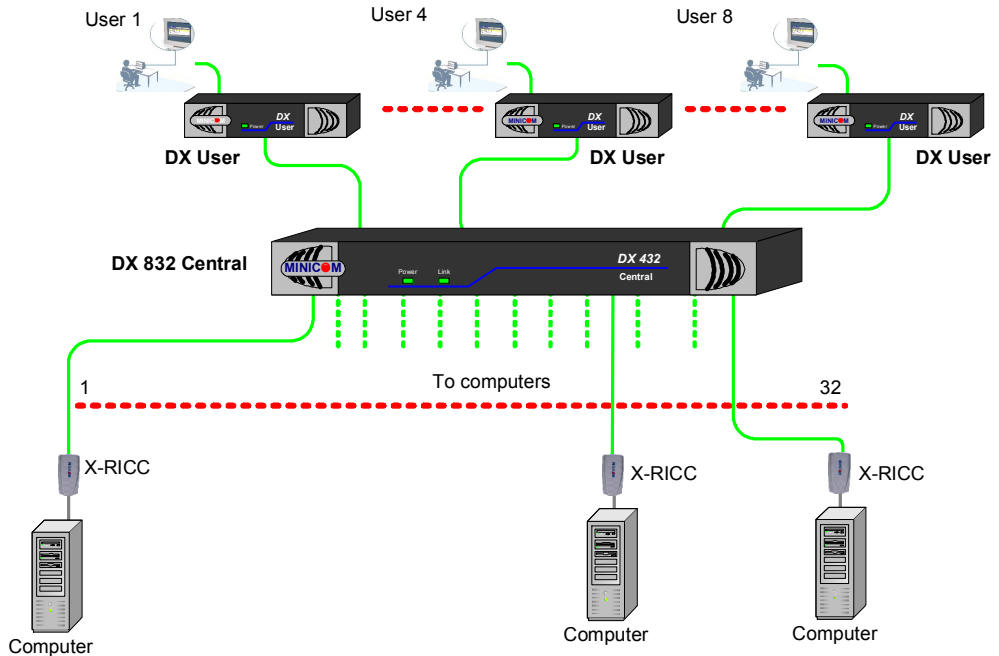 User 1
User 4
User 8
MINICOM
Power
DX
User
MINICOM
Power
DX
User
MINICOM
Power
DX
User
DX User
DX User
DX User
DX 832 Central
MINICOM
Power
Link
DX 432
Central
1
To computers
32
X-RICC
X-RICC
X-RICC
Computer
Computer
Computer